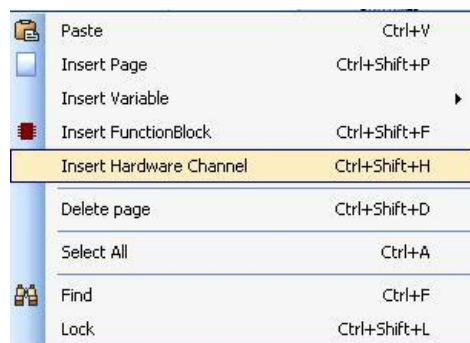 Paste Ctrl+V
Insert Page Ctrl+Shift+P
Insert Variable
Insert FunctionBlock Ctrl+Shift+F
Insert Hardware Channel Ctrl+Shift+H
Delete page Ctrl+Shift+D
Select All Ctrl+A
Find Ctrl+F
Lock Ctrl+Shift+L